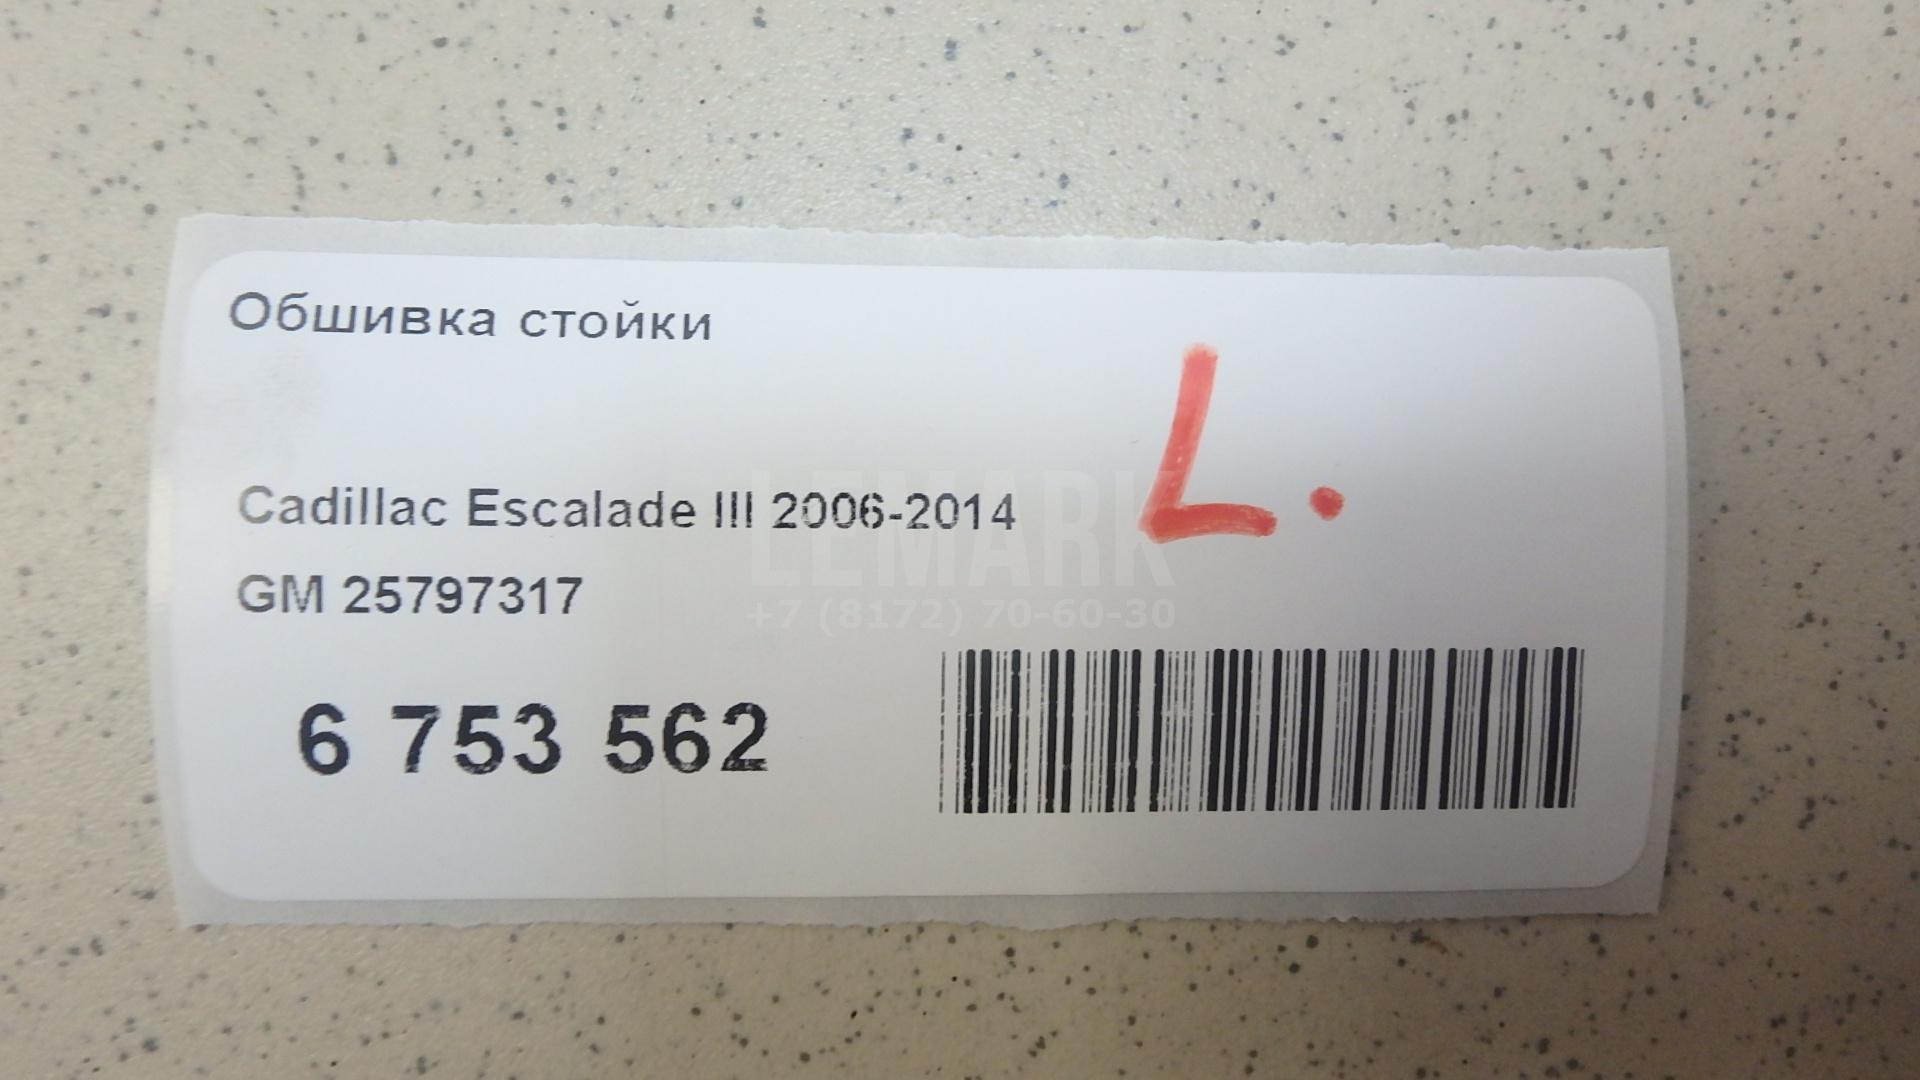 Обшивка стойки
L.
Cadillac Escalade III 2006-2014
LEMARK
GM 25797317
+7 (8172) 70-60-30
6 753 562